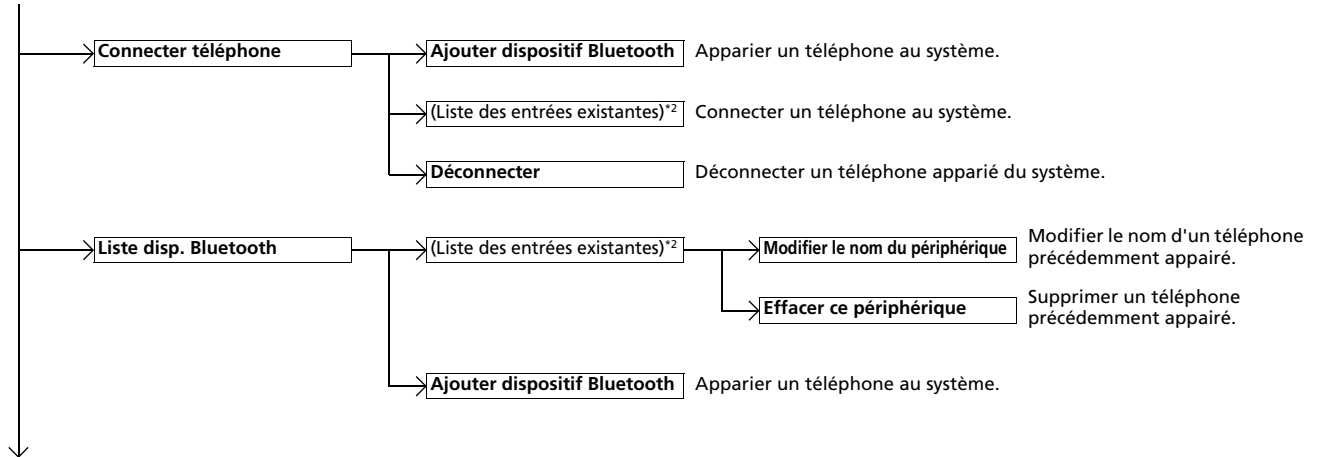 Connecter téléphone
Ajouter dispositif Bluetooth
Apparier un téléphone au système.
(Liste des entrées existantes)*2
Connecter un téléphone au système.
Déconnecter
Déconnecter un téléphone apparié du système.
Liste disp. Bluetooth
(Liste des entrées existantes)*2
Modifier le nom du périphérique
Modifier le nom d'un téléphone
précédemment appairé.
Effacer ce périphérique
Supprimer un téléphone
précédemment appairé.
Ajouter dispositif Bluetooth
Apparier un téléphone au système.